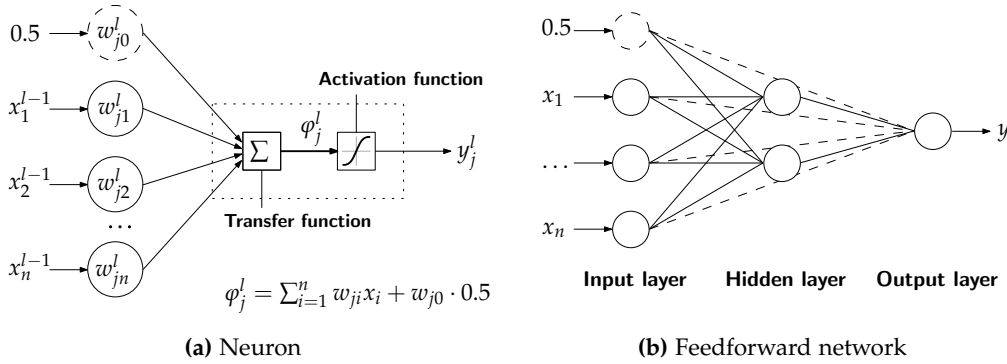 0.5
w_{j0}^l
x_1^{l-1}
w_{j1}^l
x_2^{l-1}
w_{j2}^l
...
x_n^{l-1}
w_{jn}^l
Activation function
φ_j^l
Σ
y_j^l
Transfer function
φ_j^l = ∑_{i=1}^n w_{ji}x_i + w_{j0} · 0.5
(a) Neuron
0.5
x_1
...
x_n
y
Input layer Hidden layer Output layer
(b) Feedforward network